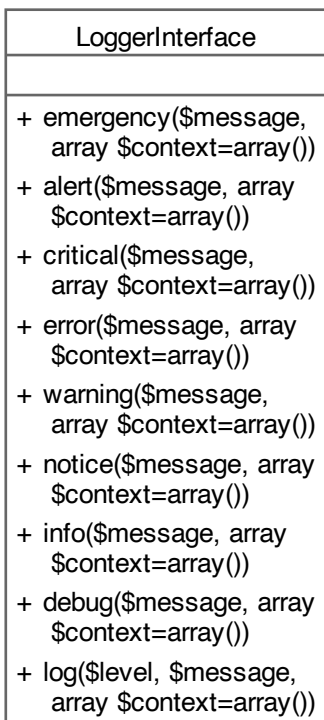 LoggerInterface
+ emergency($message,
array $context=array())
+ alert($message, array
$context=array())
+ critical($message,
array $context=array())
+ error($message, array
$context=array())
+ warning($message,
array $context=array())
+ notice($message, array
$context=array())
+ info($message, array
$context=array())
+ debug($message, array
$context=array())
+ log($level, $message,
array $context=array())